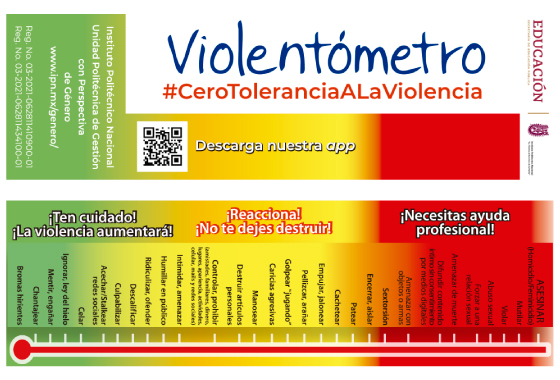 EDUCACIÓN
SECRETARÍA DE EDUCACIÓN PÚBLICA
Instituto Politécnico Nacional
"La Técnica al Servicio de la Patria"
Violentómetro
#CeroToleranciaALaViolencia
Descarga nuestra app
Instituto Politécnico Nacional
Unidad Politécnica de Gestión
con Perspectiva
de Género
www.ipn.mx/genero/
Reg. No. 03-2021-062811410900-01
Reg. No. 03-2021-062811434100-01
¡Necesitas ayuda
profesional!
ASESINAR
(Homicidio/Feminicidio)
Mutilar
Violar
Abuso sexual
Forzar a una
relación sexual
Amenazar de muerte
Difundir contenido
íntimo sin consentimiento
por medios digitales
Amenazar con
objetos o armas
Sextorsión
¡Reacciona!
¡No te dejes destruir!
Encerrar, aislar
Patear
Cachetear
Empujar, jalonear
Pellizcar, arañar
Golpear "jugando"
Caricias agresivas
Manosear
Destruir artículos
personales
Controlar, prohibir
(amistades, familiares, dinero,
lugares, apariencia, actividades,
celular, mails y redes sociales)
¡Ten cuidado!
¡La violencia aumentará!
Intimidar, amenazar
Humillar en público
Ridiculizar, ofender
Descalificar
Culpabilizar
Acechar/Stalkear
redes sociales
Celar
Ignorar, ley del hielo
Mentir, engañar
Chantajear
Bromas hirientes